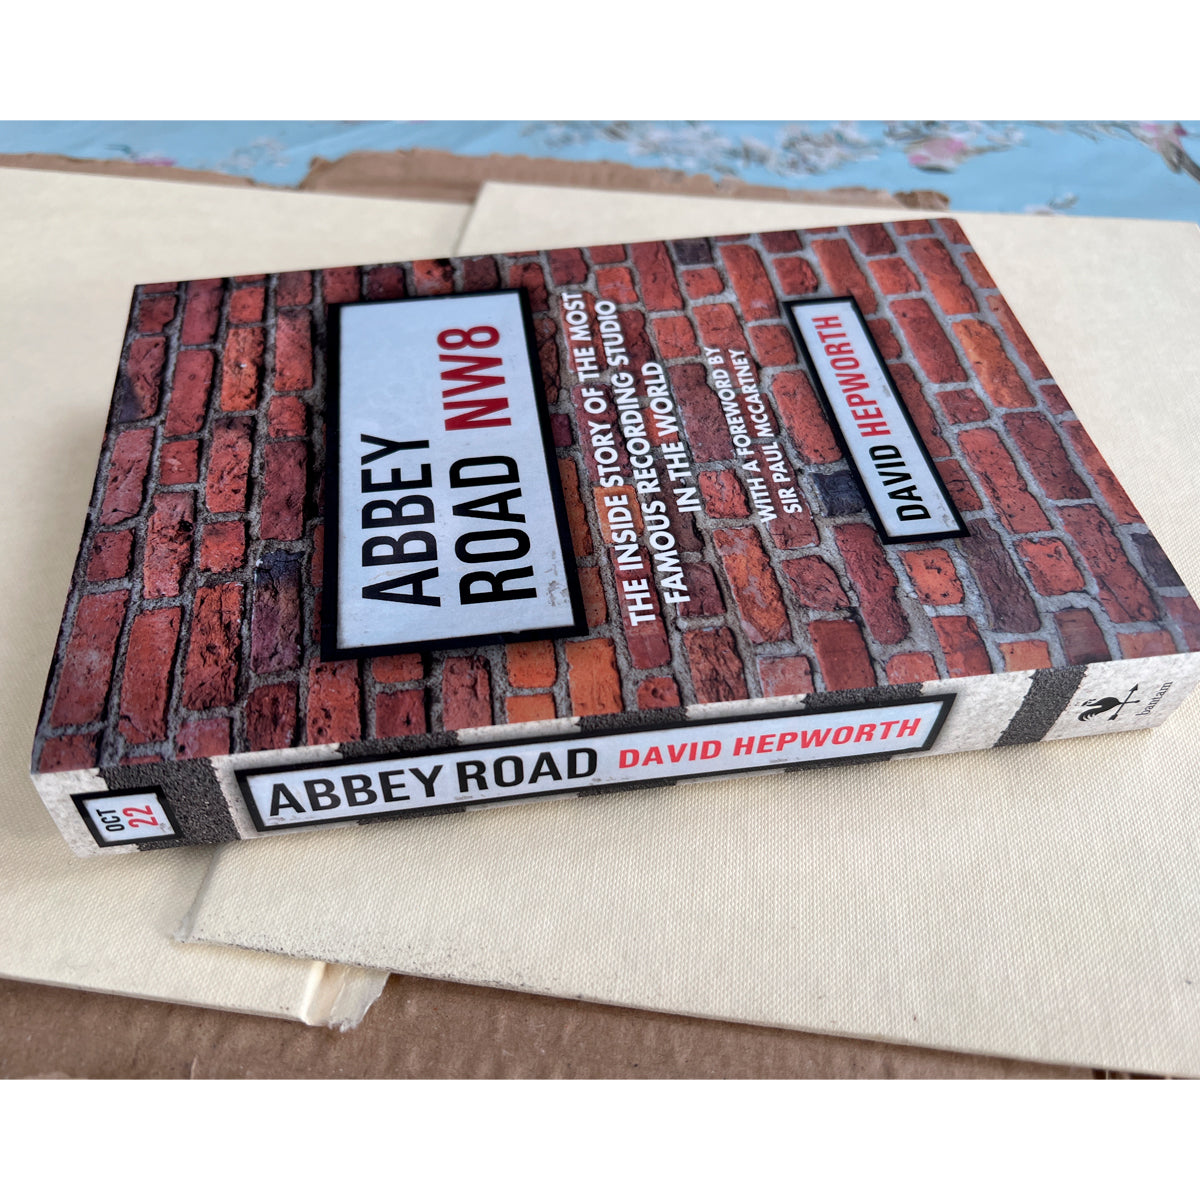 ABBEY
ROAD NW8
THE INSIDE STORY OF THE MOST
FAMOUS RECORDING STUDIO
IN THE WORLD
WITH A FOREWORD BY
SIR PAUL MCCARTNEY
DAVID HEPWORTH
OCT
22
ABBEY ROAD DAVID HEPWORTH
bantam